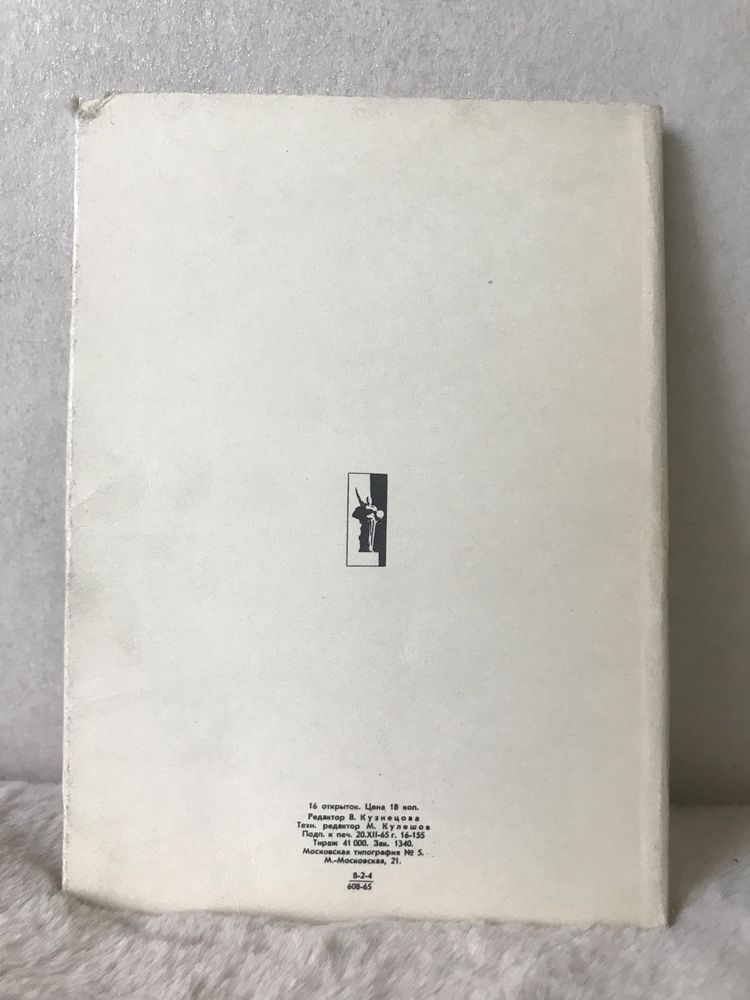 16 открыток. Цена 18 коп.
Редактор В. Кузнецова
Техн. редактор М. Кулешов
Подп. к печ. 20.XII-65 г. 16-155
Тираж 41 000. Зак. 1340.
Московская типография № 5.
М.-Московская, 21.
8-2-4
608-65